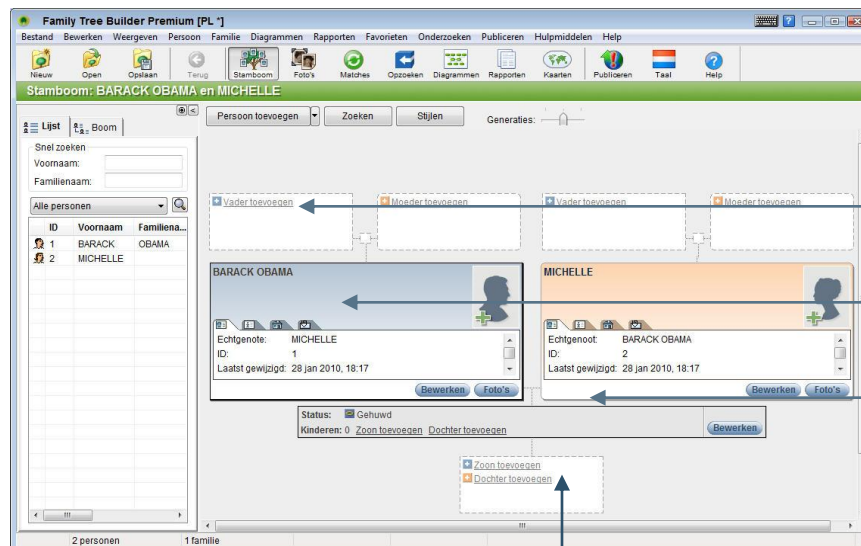 Family Tree Builder Premium [PL *]
Bestand Bewerken Weergeven Persoon Familie Diagrammen Rapporten Favorieten Onderzoeken Publiceren Hulpmiddelen Help
Nieuw Open Opslaan Terug Stamboom Foto's Matches Opzoeken Diagrammen Rapporten Kaarten Publiceren Taal Help
Stamboom: BARACK OBAMA en MICHELLE
Lijst Boom
Persoon toevoegen Zoeken Stijlen Generaties:
Snel zoeken
Voornaam:
Familienaam:
Alle personen
ID Voornaam Familiena...
1 BARACK OBAMA
2 MICHELLE
Vader toevoegen Moeder toevoegen Vader toevoegen Moeder toevoegen
BARACK OBAMA
Echtgenote: MICHELLE
ID: 1
Laatst gewijzigd: 28 jan 2010, 18:17
Bewerken Foto's
MICHELLE
Echtgenoot: BARACK OBAMA
ID: 2
Laatst gewijzigd: 28 jan 2010, 18:17
Bewerken Foto's
Status: Gehuwd
Kinderen: 0 Zoon toevoegen Dochter toevoegen
Bewerken
Zoon toevoegen
Dochter toevoegen
2 personen 1 familie